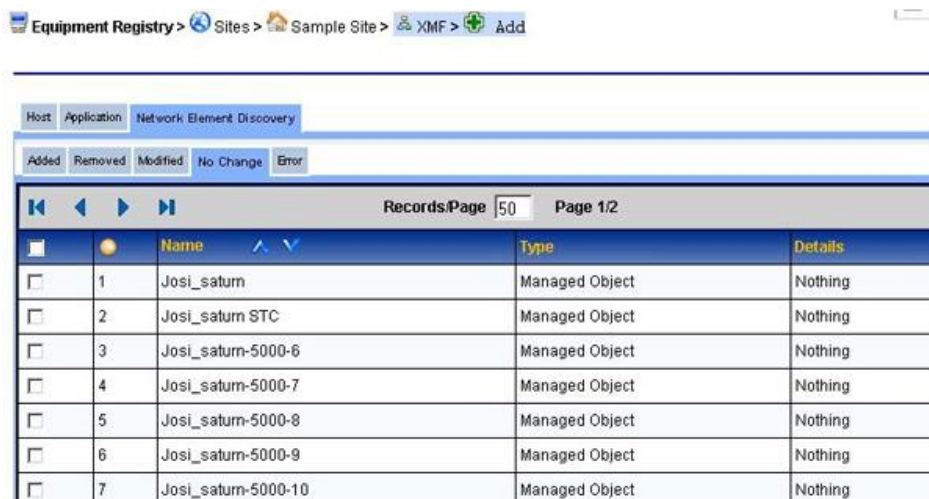 Equipment Registry > Sites > Sample Site > XMF > Add
Host Application Network Element Discovery
Added Removed Modified No Change Error
Records/Page 50 Page 1/2
Name Type Details
1 Josi_saturn Managed Object Nothing
2 Josi_saturn STC Managed Object Nothing
3 Josi_saturn-5000-6 Managed Object Nothing
4 Josi_saturn-5000-7 Managed Object Nothing
5 Josi_saturn-5000-8 Managed Object Nothing
6 Josi_saturn-5000-9 Managed Object Nothing
7 Josi_saturn-5000-10 Managed Object Nothing